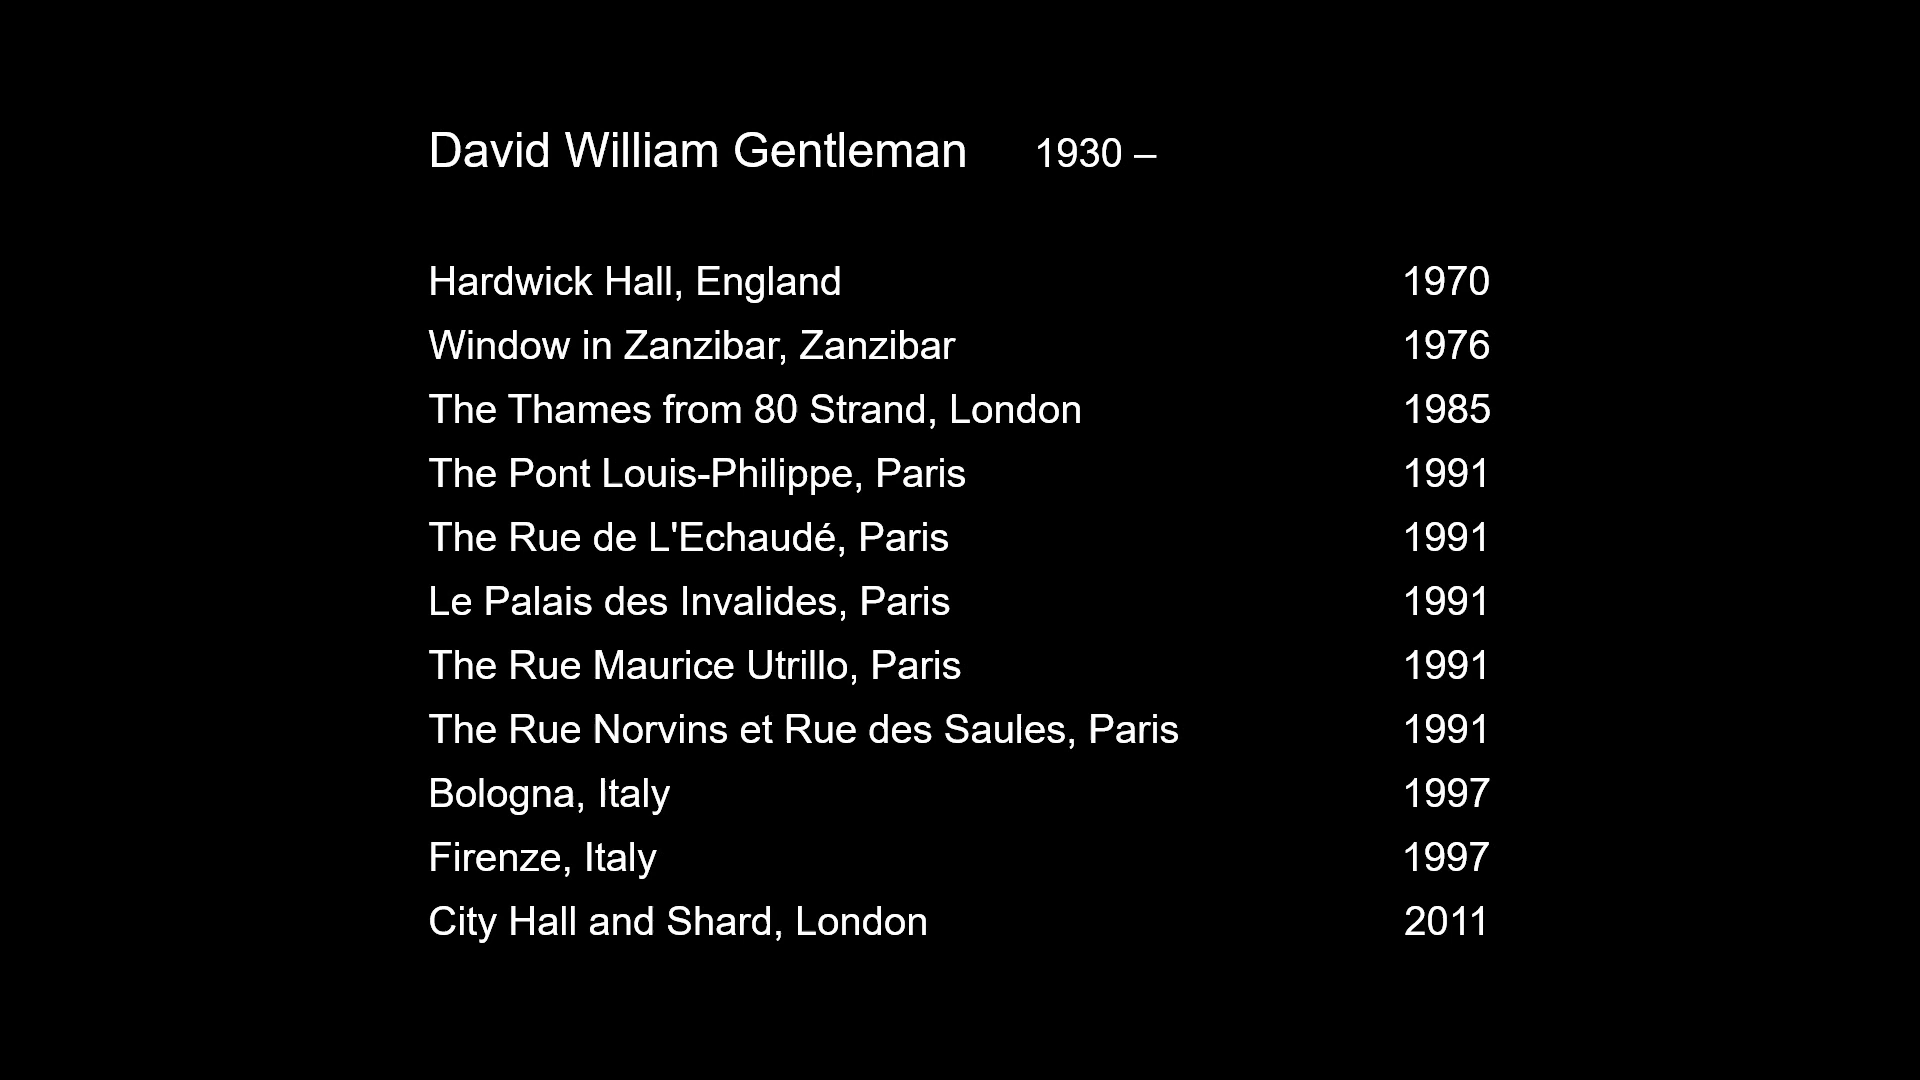 David William Gentleman 1930 –
Hardwick Hall, England 1970
Window in Zanzibar, Zanzibar 1976
The Thames from 80 Strand, London 1985
The Pont Louis-Philippe, Paris 1991
The Rue de L'Echaudé, Paris 1991
Le Palais des Invalides, Paris 1991
The Rue Maurice Utrillo, Paris 1991
The Rue Norvins et Rue des Saules, Paris 1991
Bologna, Italy 1997
Firenze, Italy 1997
City Hall and Shard, London 2011